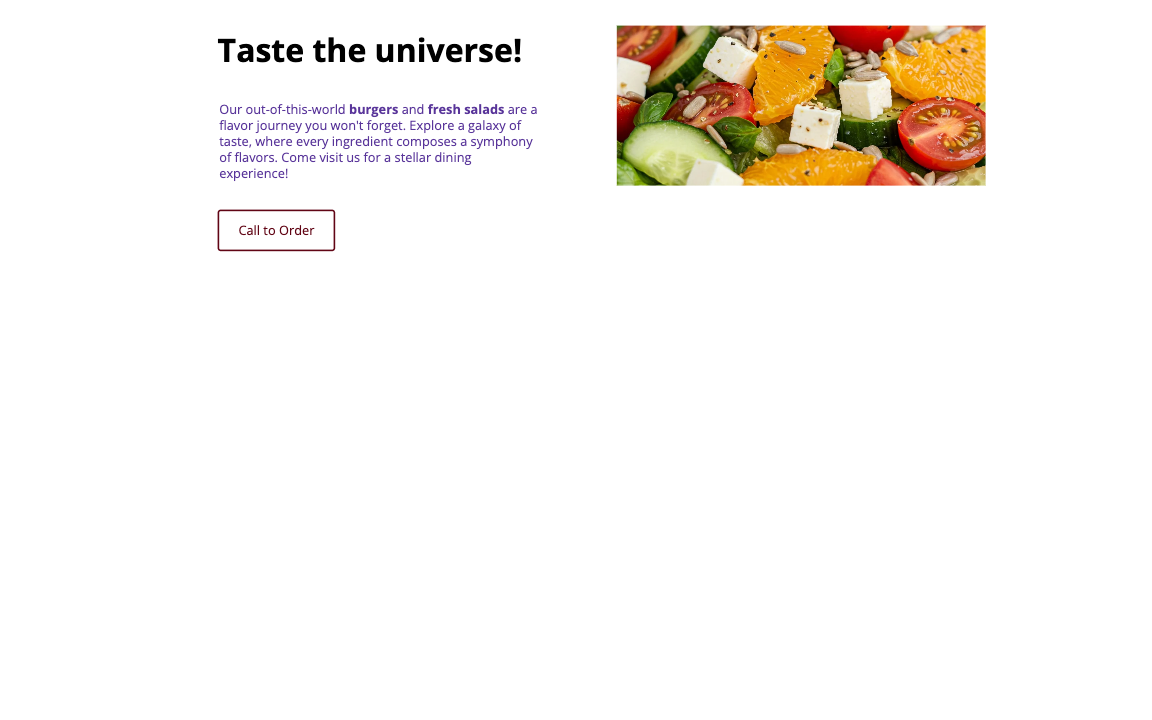 Taste the universe!
Our out-of-this-world burgers and fresh salads are a
flavor journey you won't forget. Explore a galaxy of
taste, where every ingredient composes a symphony
of flavors. Come visit us for a stellar dining
experience!
Call to Order